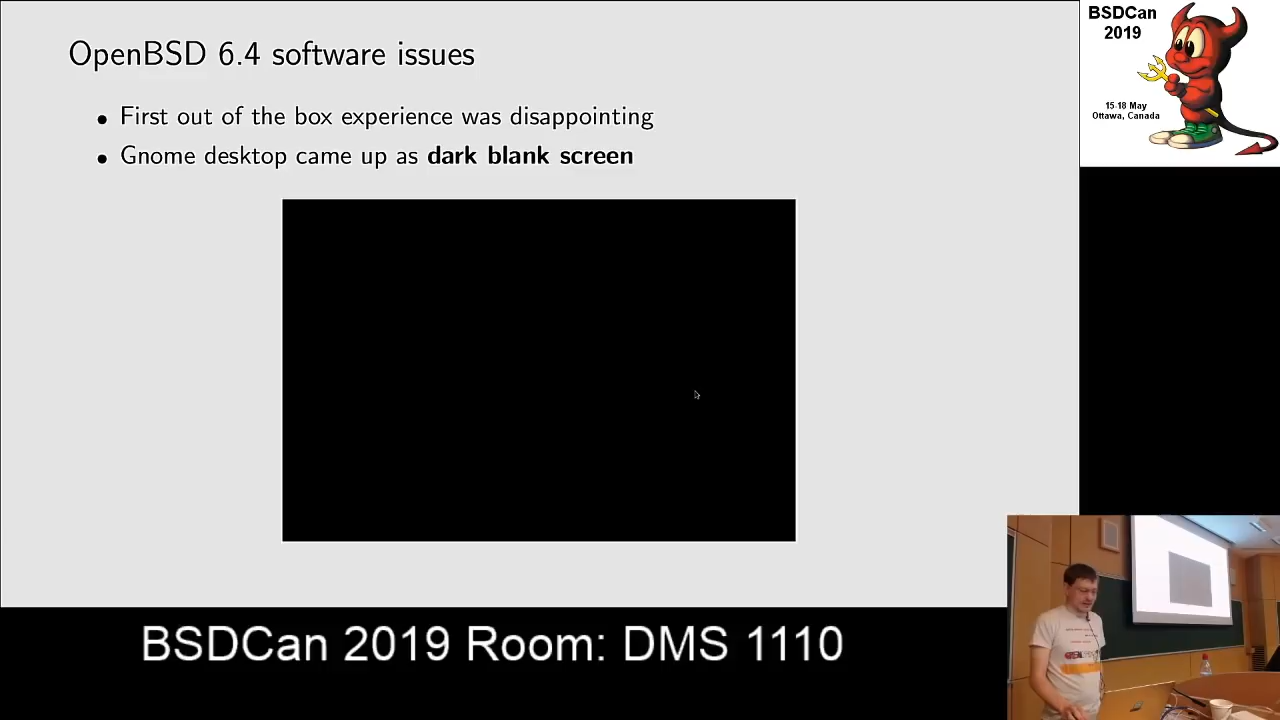 OpenBSD 6.4 software issues
• First out of the box experience was disappointing
• Gnome desktop came up as dark blank screen
BSDCan
2019
15-18 May
Ottawa, Canada
BSDCan 2019 Room: DMS 1110